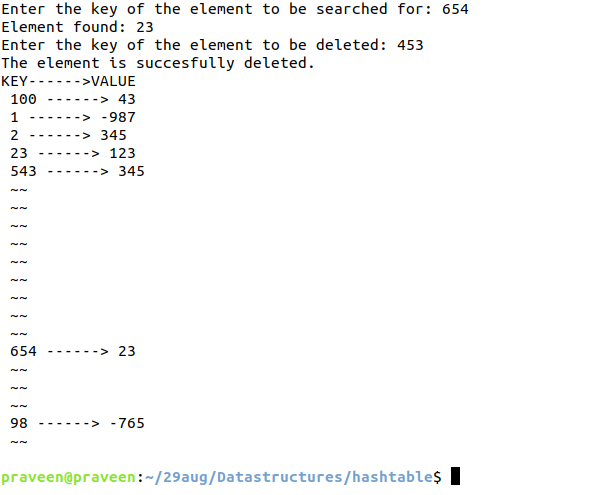 Enter the key of the element to be searched for: 654
Element found: 23
Enter the key of the element to be deleted: 453
The element is succesfully deleted.
KEY------>VALUE
100 ------> 43
1 ------> -987
2 ------> 345
23 ------> 123
543 ------> 345
~~
~~
~~
~~
~~
~~
~~
~~
~~
654 ------> 23
~~
~~
~~
98 ------> -765
~~
praveen@praveen:~/29aug/Datastructures/hashtable$